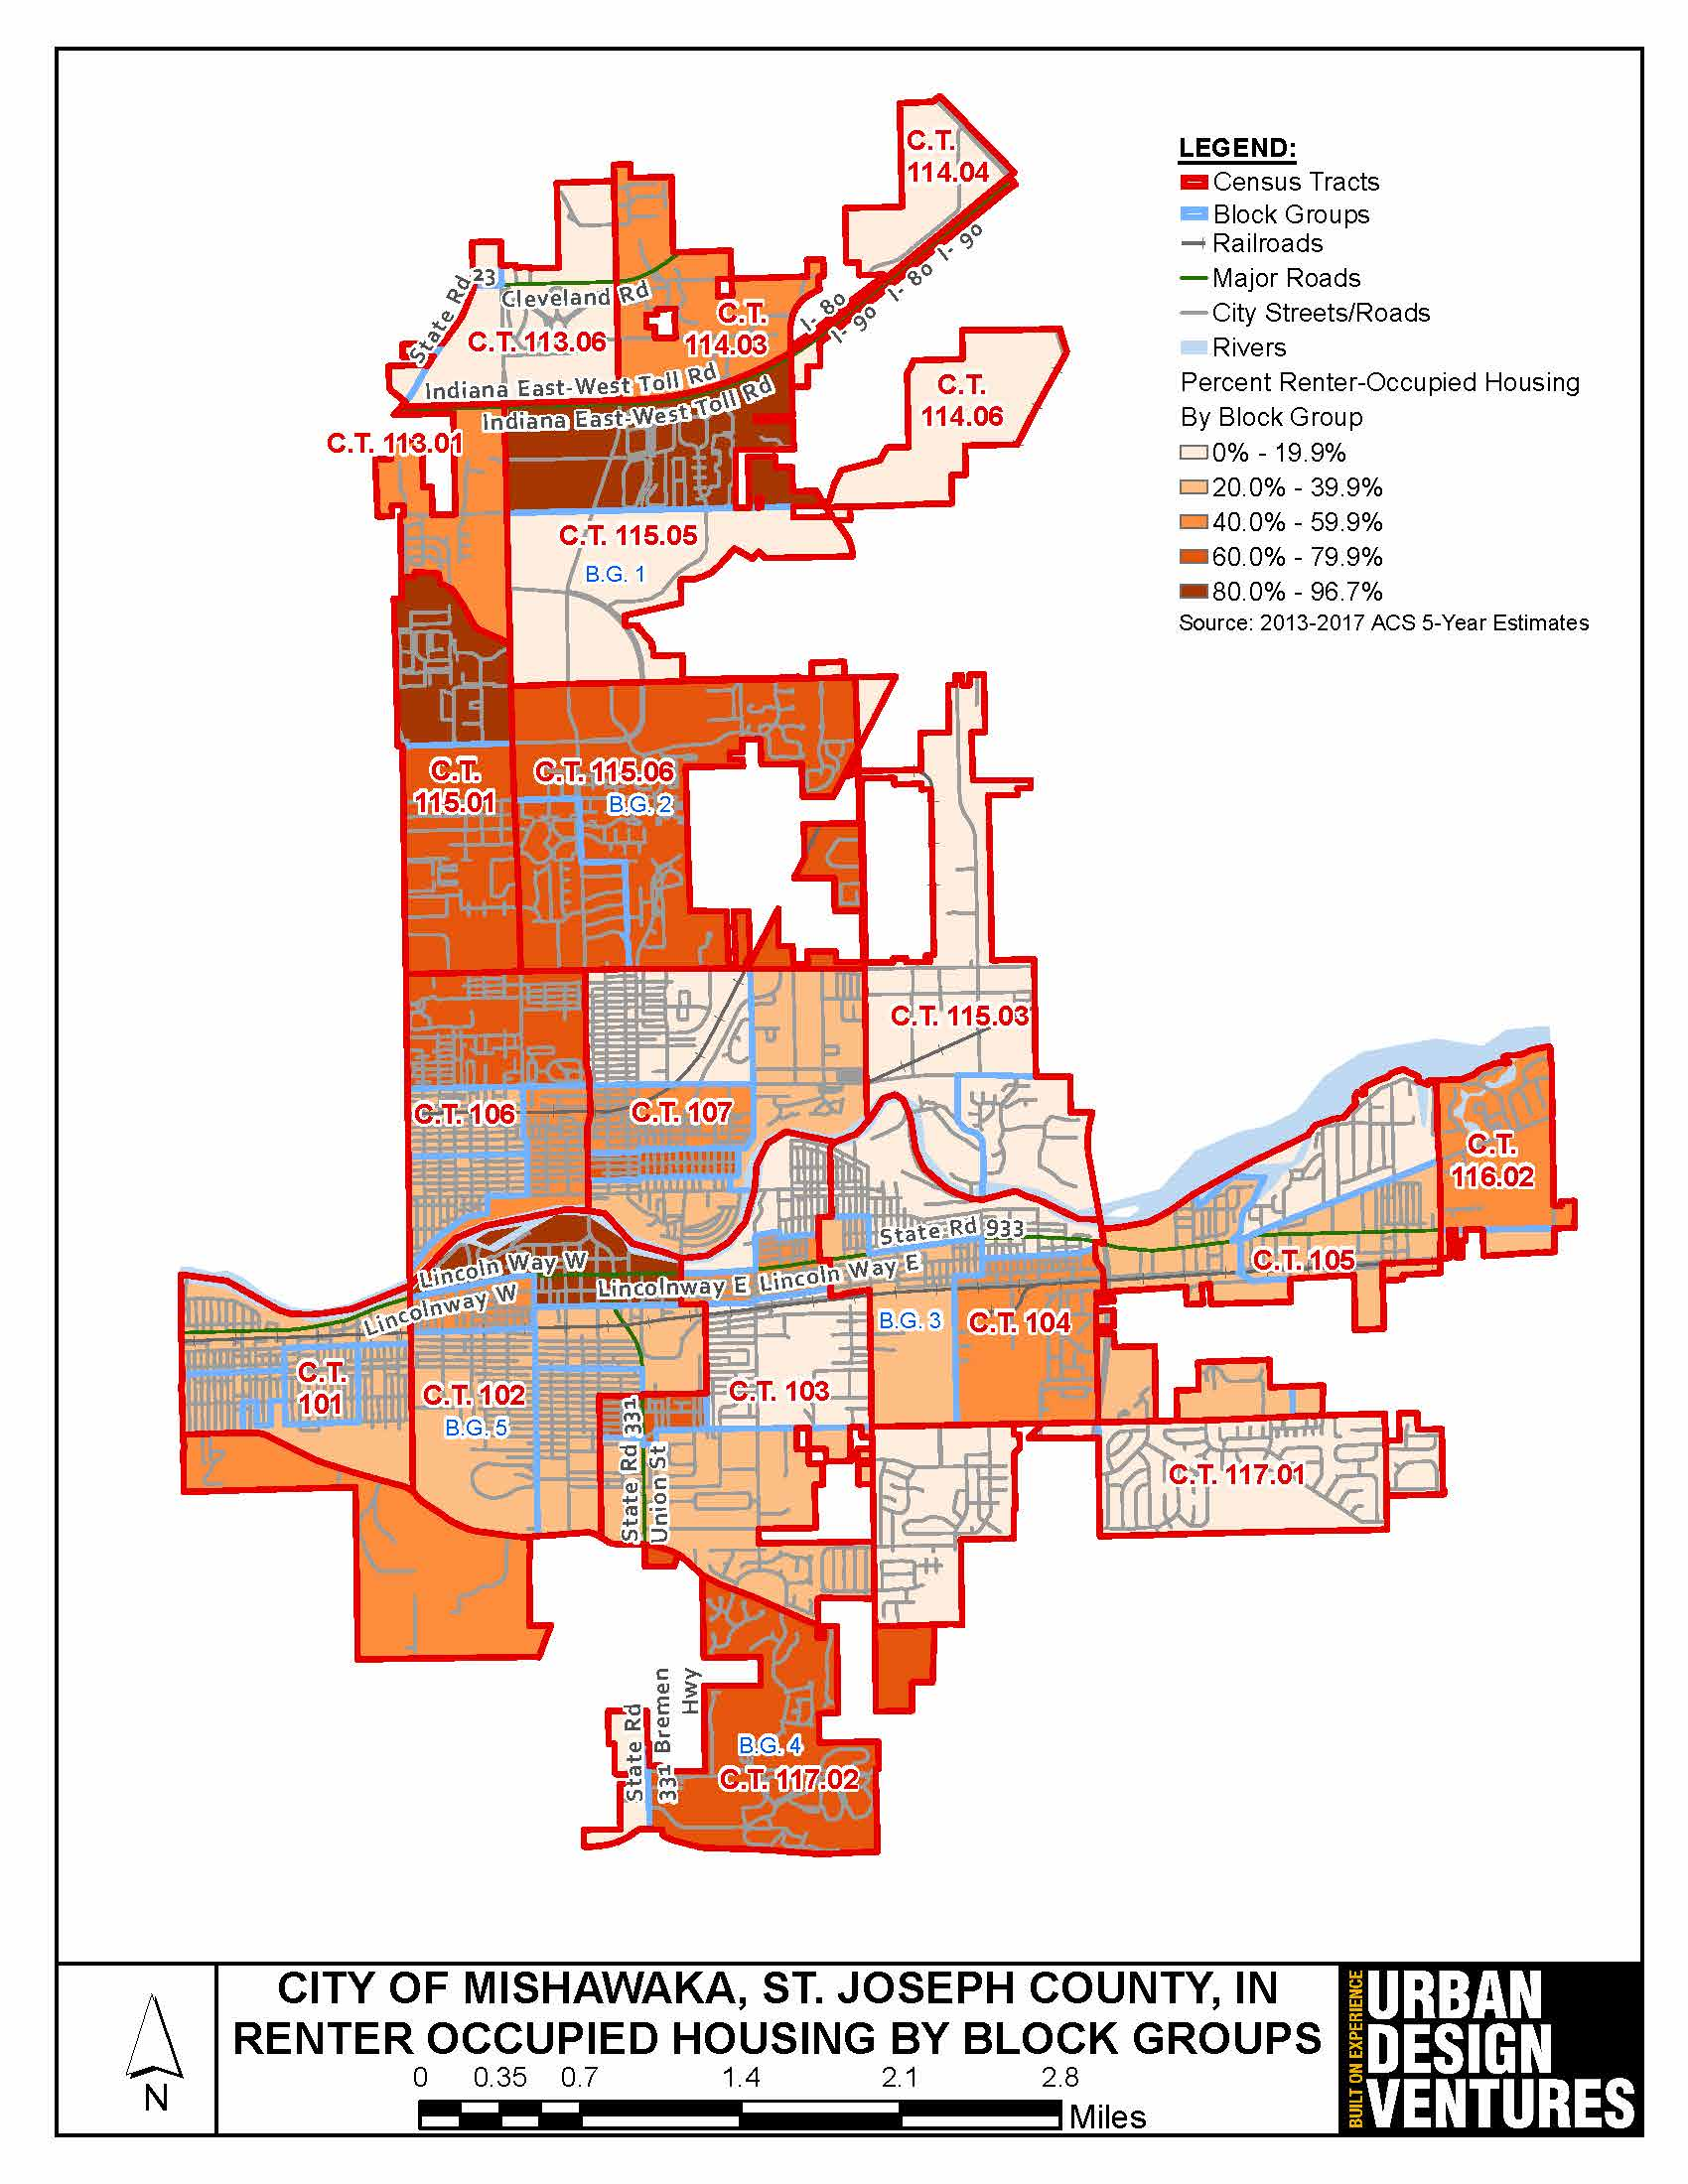 C.T.
114.04
LEGEND:
Census Tracts
Block Groups
Railroads
Major Roads
City Streets/Roads
Rivers
Percent Renter-Occupied Housing
By Block Group
0% - 19.9%
20.0% - 39.9%
40.0% - 59.9%
60.0% - 79.9%
80.0% - 96.7%
Source: 2013-2017 ACS 5-Year Estimates
I- 80 I- 90
I- 80
I- 90
State Rd 23
Cleveland Rd
C.T. 113.06
C.T.
114.03
Indiana East-West Toll Rd
Indiana East-West Toll Rd
C.T.
114.06
C.T. 113.01
C.T. 115.05
B.G. 1
C.T.
115.01
C.T. 115.06
B.G. 2
C.T. 115.03
C.T. 106
C.T. 107
C.T.
116.02
State Rd 933
C.T. 105
Lincoln Way W
Lincolnway W
Lincolnway E Lincoln Way E
B.G. 3
C.T. 104
C.T.
101
C.T. 102
B.G. 5
C.T. 103
State Rd 331
Union St
C.T. 117.01
State Rd
331 Bremen
Hwy
B.G. 4
C.T. 117.02
CITY OF MISHAWAKA, ST. JOSEPH COUNTY, IN
RENTER OCCUPIED HOUSING BY BLOCK GROUPS
0 0.35 0.7 1.4 2.1 2.8
Miles
N
BUILT ON EXPERIENCE
URBAN
DESIGN
VENTURES